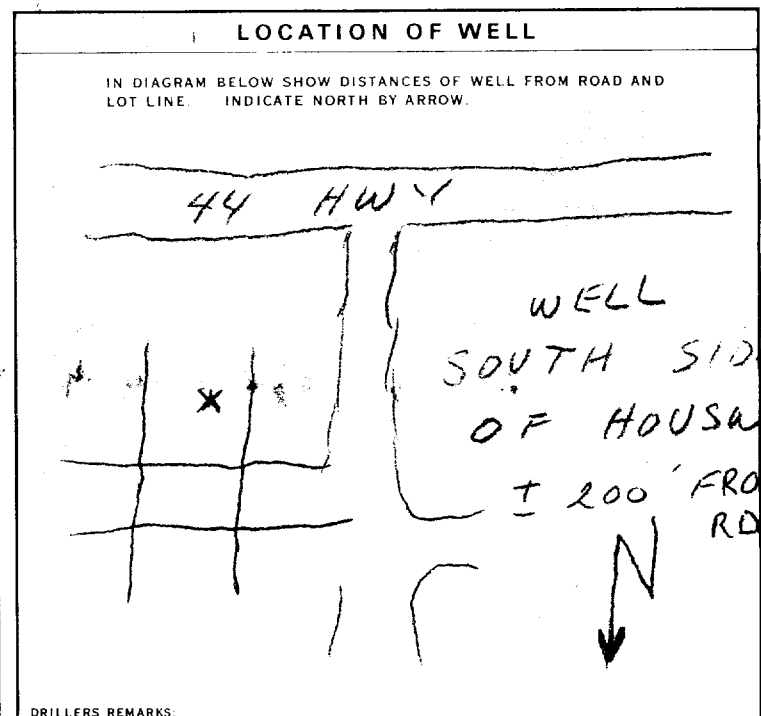 LOCATION OF WELL
IN DIAGRAM BELOW SHOW DISTANCES OF WELL FROM ROAD AND
LOT LINE. INDICATE NORTH BY ARROW.
44 HWY
WELL
SOUTH SID
OF HOUSW
± 200' FRO
RD
N
DRILLERS REMARKS: